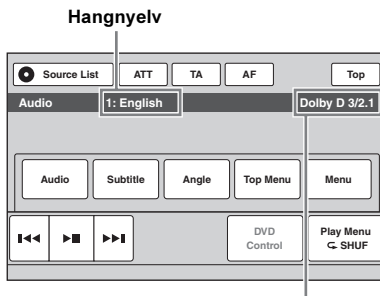 Hangnyelv
Source List ATT TA AF Top
Audio 1: English Dolby D 3/2.1
Audio Subtitle Angle Top Menu Menu
DVD Control Play Menu SHUF